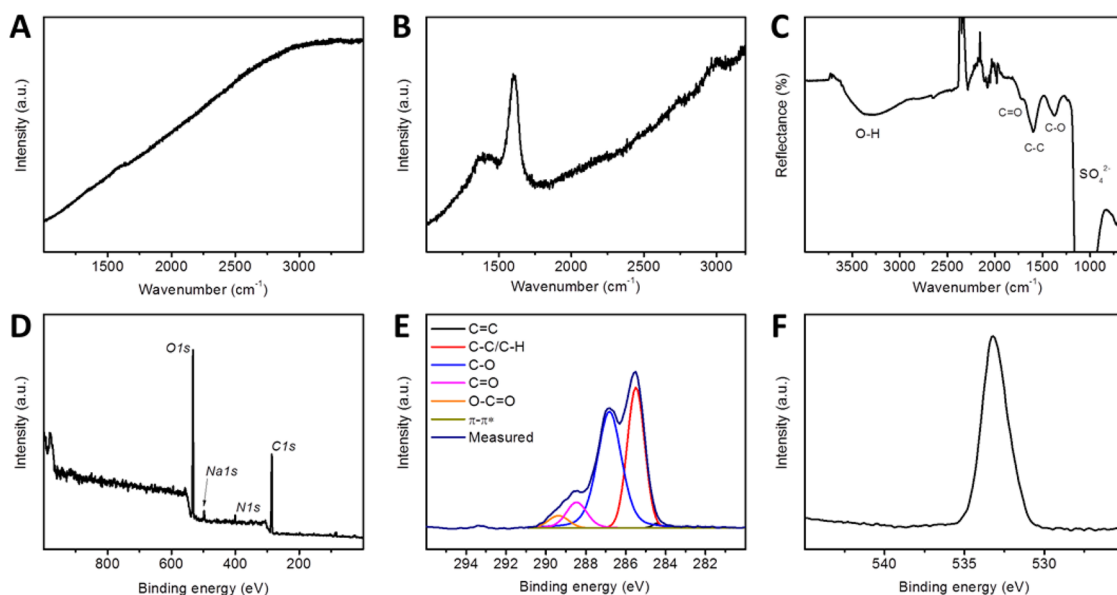 A
Intensity (a.u.)
1500 2000 2500 3000
Wavenumber (cm⁻¹)
B
Intensity (a.u.)
1500 2000 2500 3000
Wavenumber (cm⁻¹)
C
Reflectance (%)
O-H
C=O
C-C
C-O
SO₄²⁻
3500 3000 2500 2000 1500 1000
Wavenumber (cm⁻¹)
D
Intensity (a.u.)
O1s
Na1s
N1s
C1s
800 600 400 200
Binding energy (eV)
E
Intensity (a.u.)
C=C
C-C/C-H
C-O
C=O
O-C=O
π-π*
Measured
294 292 290 288 286 284 282
Binding energy (eV)
F
Intensity (a.u.)
540 535 530
Binding energy (eV)